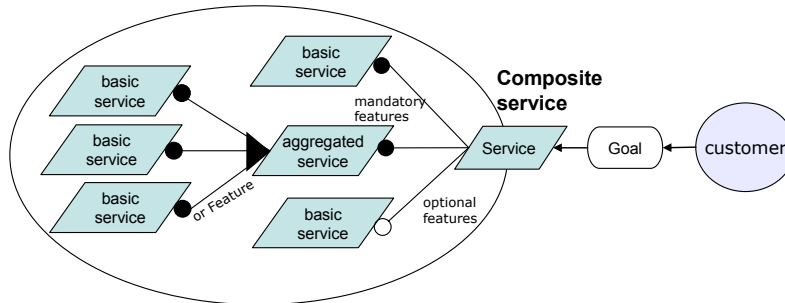 basic
service
basic
service
basic
service
or Feature
basic
service
mandatory
features
aggregated
service
basic
service
optional
features
Composite
service
Service
Goal
customer